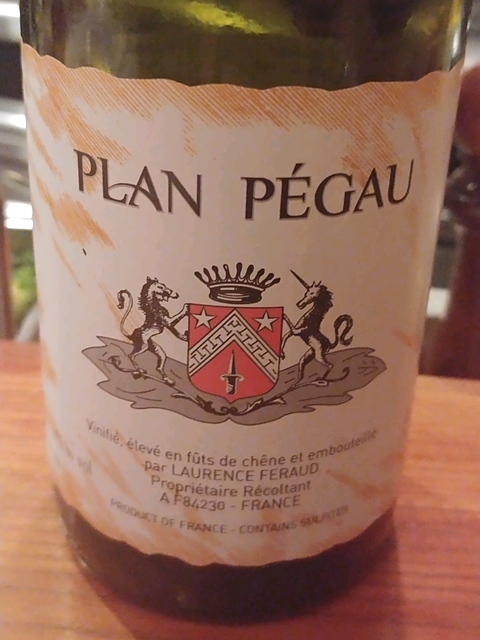 PLAN PÉGAU
Vinifié, élevé en fûts de chêne et embouteillé
par LAURENCE FERAUD
Propriétaire Récoltant
A F84230 - FRANCE
PRODUCT OF FRANCE - CONTAINS SULFITES
vol